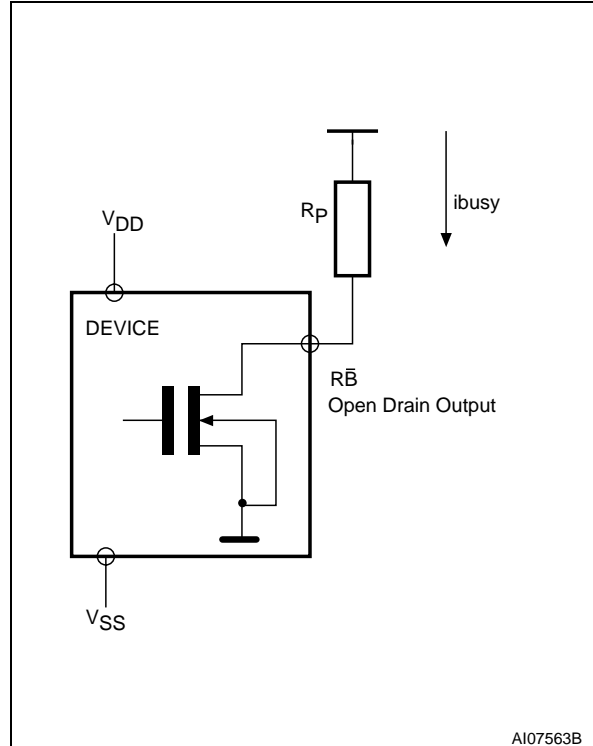 RP
ibusy
VDD
DEVICE
RB̅
Open Drain Output
VSS
AI07563B